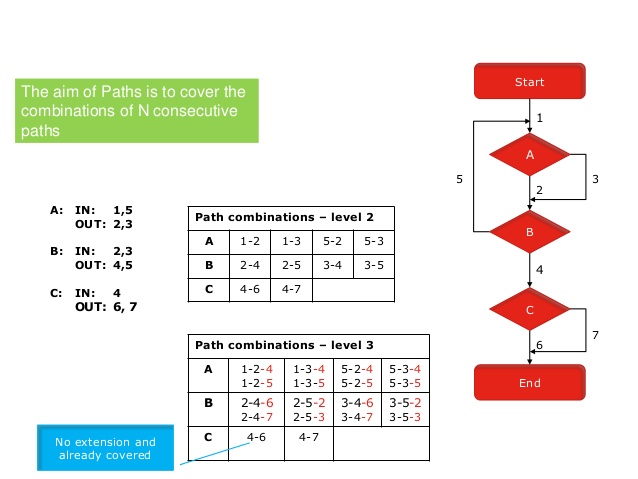 The aim of Paths is to cover the
combinations of N consecutive
paths
A: IN: 1,5
OUT: 2,3
B: IN: 2,3
OUT: 4,5
C: IN: 4
OUT: 6, 7
Path combinations – level 2
A 1-2 1-3 5-2 5-3
B 2-4 2-5 3-4 3-5
C 4-6 4-7
Path combinations – level 3
A 1-2-4 1-3-4 5-2-4 5-3-4
1-2-5 1-3-5 5-2-5 5-3-5
B 2-4-6 2-5-2 3-4-6 3-5-2
2-4-7 2-5-3 3-4-7 3-5-3
C 4-6 4-7
No extension and
already covered
Start
1
A
5
3
2
B
4
C
7
6
End